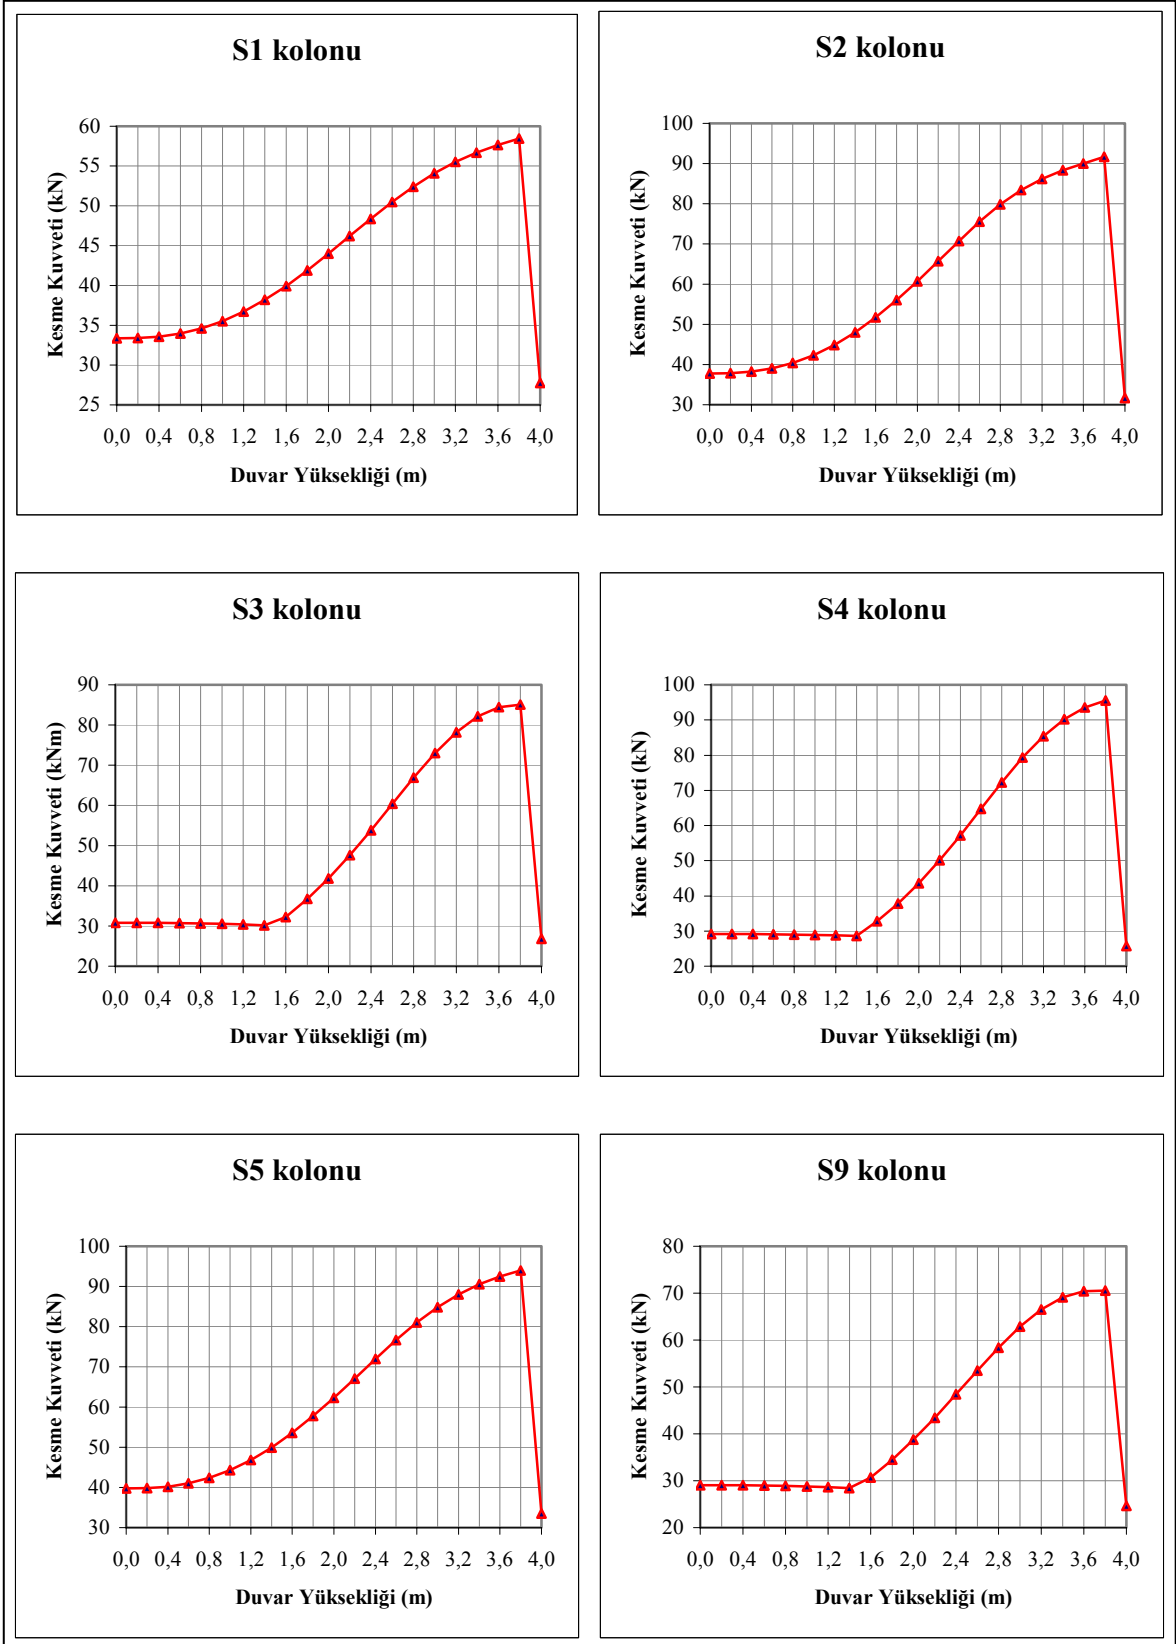 S1 kolonu
Kesme Kuvveti (kN)
60
55
50
45
40
35
30
25
0,0 0,4 0,8 1,2 1,6 2,0 2,4 2,8 3,2 3,6 4,0
Duvar Yüksekliği (m)
S2 kolonu
Kesme Kuvveti (kN)
100
90
80
70
60
50
40
30
0,0 0,4 0,8 1,2 1,6 2,0 2,4 2,8 3,2 3,6 4,0
Duvar Yüksekliği (m)
S3 kolonu
Kesme Kuvveti (kNm)
90
80
70
60
50
40
30
20
0,0 0,4 0,8 1,2 1,6 2,0 2,4 2,8 3,2 3,6 4,0
Duvar Yüksekliği (m)
S4 kolonu
Kesme Kuvveti (kN)
100
90
80
70
60
50
40
30
20
0,0 0,4 0,8 1,2 1,6 2,0 2,4 2,8 3,2 3,6 4,0
Duvar Yüksekliği (m)
S5 kolonu
Kesme Kuvveti (kN)
100
90
80
70
60
50
40
30
0,0 0,4 0,8 1,2 1,6 2,0 2,4 2,8 3,2 3,6 4,0
Duvar Yüksekliği (m)
S9 kolonu
Kesme Kuvveti (kN)
80
70
60
50
40
30
20
0,0 0,4 0,8 1,2 1,6 2,0 2,4 2,8 3,2 3,6 4,0
Duvar Yüksekliği (m)